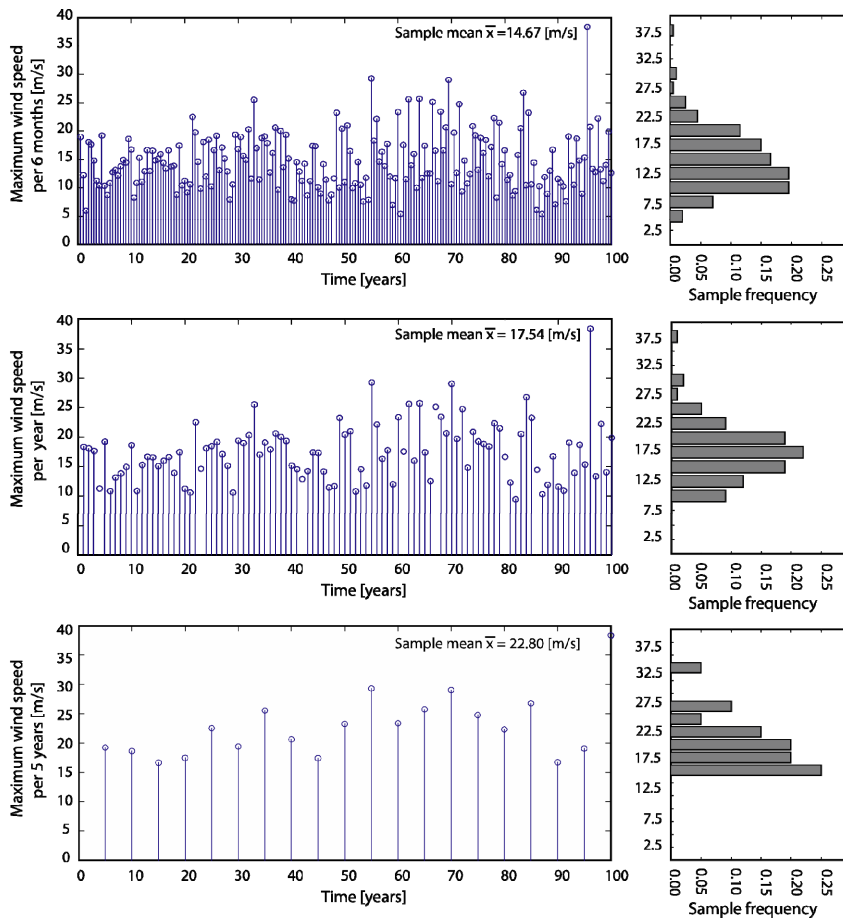 Maximum wind speed
per 6 months [m/s]
40
35
30
25
20
15
10
5
0
Sample mean x̅ =14.67 [m/s]
0 10 20 30 40 50 60 70 80 90 100
Time [years]
37.5
32.5
27.5
22.5
17.5
12.5
7.5
2.5
0.00 0.05 0.10 0.15 0.20 0.25
Sample frequency
Maximum wind speed
per year [m/s]
40
35
30
25
20
15
10
5
0
Sample mean x̅ = 17.54 [m/s]
0 10 20 30 40 50 60 70 80 90 100
Time [years]
37.5
32.5
27.5
22.5
17.5
12.5
7.5
2.5
0.00 0.05 0.10 0.15 0.20 0.25
Sample frequency
Maximum wind speed
per 5 years [m/s]
40
35
30
25
20
15
10
5
0
Sample mean x̅ = 22.80 [m/s]
0 10 20 30 40 50 60 70 80 90 100
Time [years]
37.5
32.5
27.5
22.5
17.5
12.5
7.5
2.5
0.00 0.05 0.10 0.15 0.20 0.25
Sample frequency